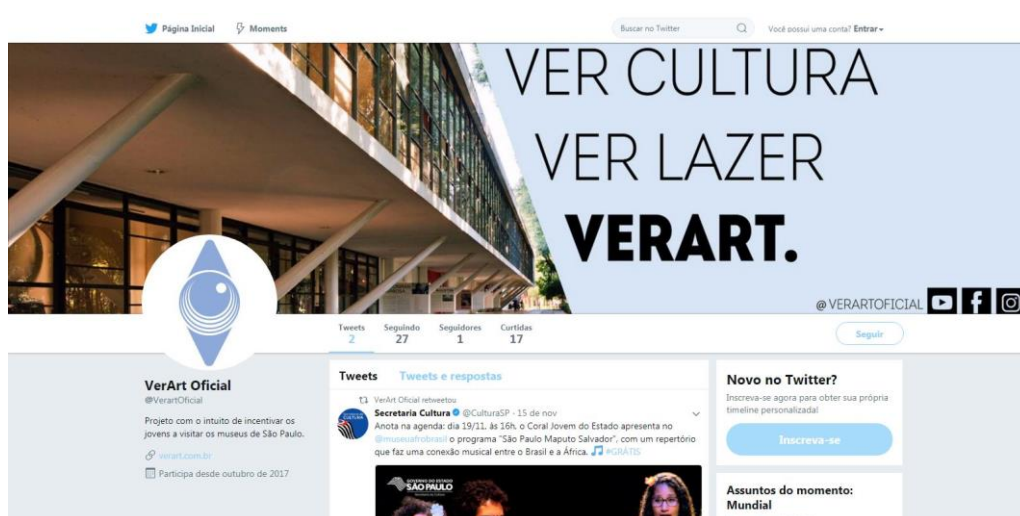 Página Inicial
Moments
Buscar no Twitter
Você possui uma conta? Entrar
VER CULTURA
VER LAZER
VERART.
@VERARTOFICIAL
Tweets
2
Seguindo
27
Seguidores
1
Curtidas
17
Seguir
VerArt Oficial
@VerartOficial
Projeto com o intuito de incentivar os
jovens a visitar os museus de São Paulo.
verart.com.br
Participa desde outubro de 2017
Tweets
Tweets e respostas
VerArt Oficial retweetou
Secretaria Cultura @CulturaSP · 15 de nov
Anota na agenda: dia 19/11, às 16h, o Coral Jovem do Estado apresenta no
@museuafrobrasil o programa "São Paulo Maputo Salvador", com um repertório
que faz uma conexão musical entre o Brasil e a África. #GRÁTIS
GOVERNO DO ESTADO
SÃO PAULO
Novo no Twitter?
Inscreva-se agora para obter sua própria
timeline personalizada!
Inscreva-se
Assuntos do momento:
Mundial